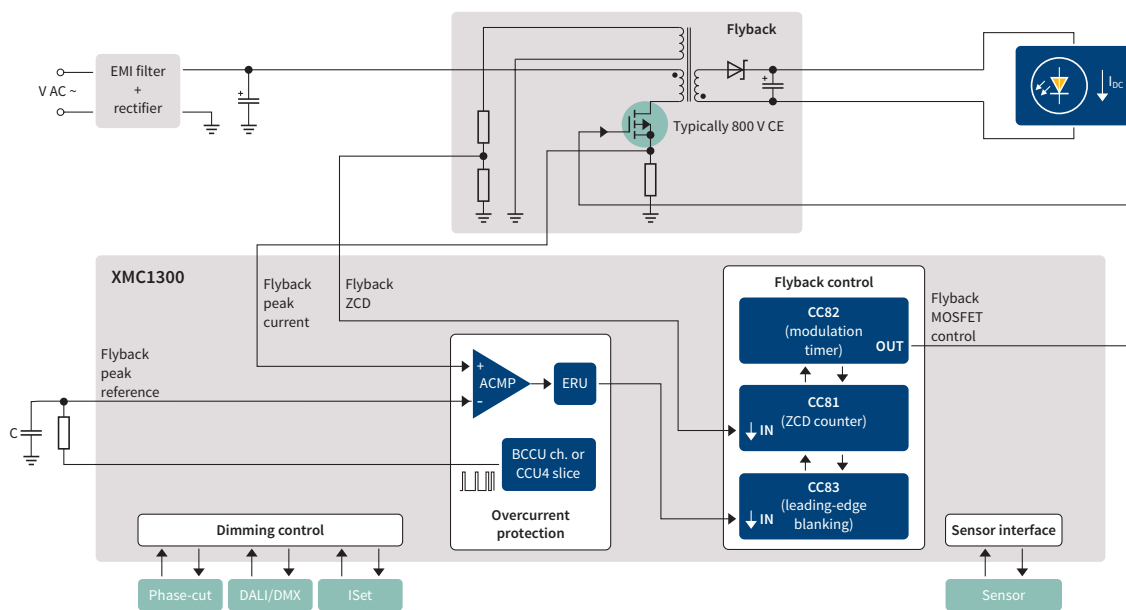 Flyback
EMI filter
+
rectifier
V AC ~
+
+
I DC
Typically 800 V CE
XMC1300
Flyback
peak
current
Flyback
ZCD
Flyback control
CC82
(modulation
timer)
OUT
Flyback
MOSFET
control
Flyback
peak
reference
+
ACMP
-
ERU
CC81
(ZCD counter)
IN
C
BCCU ch. or
CCU4 slice
CC83
(leading-edge
blanking)
IN
Overcurrent
protection
Dimming control
Sensor interface
Phase-cut
DALI/DMX
ISet
Sensor